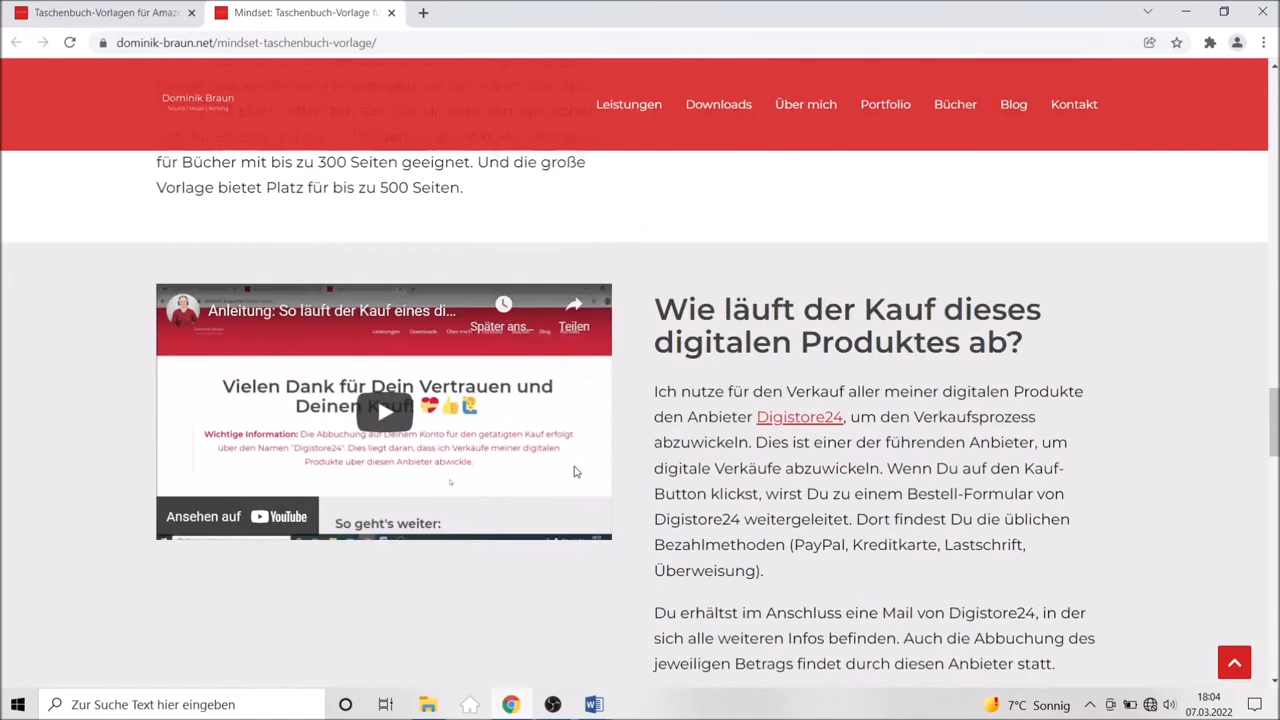 Taschenbuch-Vorlagen für Amaz
Mindset: Taschenbuch-Vorlage f
dominik-braun.net/mindset-taschenbuch-vorlage/
Dominik Braun
Sound | Music | Writing
Leistungen Downloads Über mich Portfolio Bücher Blog Kontakt
für Bücher mit bis zu 300 Seiten geeignet. Und die große
Vorlage bietet Platz für bis zu 500 Seiten.
Anleitung: So läuft der Kauf eines di...
Später ans...
Teilen
Dominik Braun
Leistungen Downloads Über mich
Blog
Vielen Dank für Dein Vertrauen und
Deinen Kauf!
Wichtige Information: Die Abbuchung auf Deinem Konto für den getätigten Kauf erfolgt
über den Namen "Digistore24". Dies liegt daran, dass ich Verkäufe meiner digitalen
Produkte über diesen Anbieter abwickle.
Ansehen auf YouTube
So geht's weiter:
Wie läuft der Kauf dieses
digitalen Produktes ab?
Ich nutze für den Verkauf aller meiner digitalen Produkte
den Anbieter Digistore24, um den Verkaufsprozess
abzuwickeln. Dies ist einer der führenden Anbieter, um
digitale Verkäufe abzuwickeln. Wenn Du auf den Kauf-
Button klickst, wirst Du zu einem Bestell-Formular von
Digistore24 weitergeleitet. Dort findest Du die üblichen
Bezahlmethoden (PayPal, Kreditkarte, Lastschrift,
Überweisung).
Du erhältst im Anschluss eine Mail von Digistore24, in der
sich alle weiteren Infos befinden. Auch die Abbuchung des
jeweiligen Betrags findet durch diesen Anbieter statt.
Zur Suche Text hier eingeben
7°C Sonnig
18:04
07.03.2022